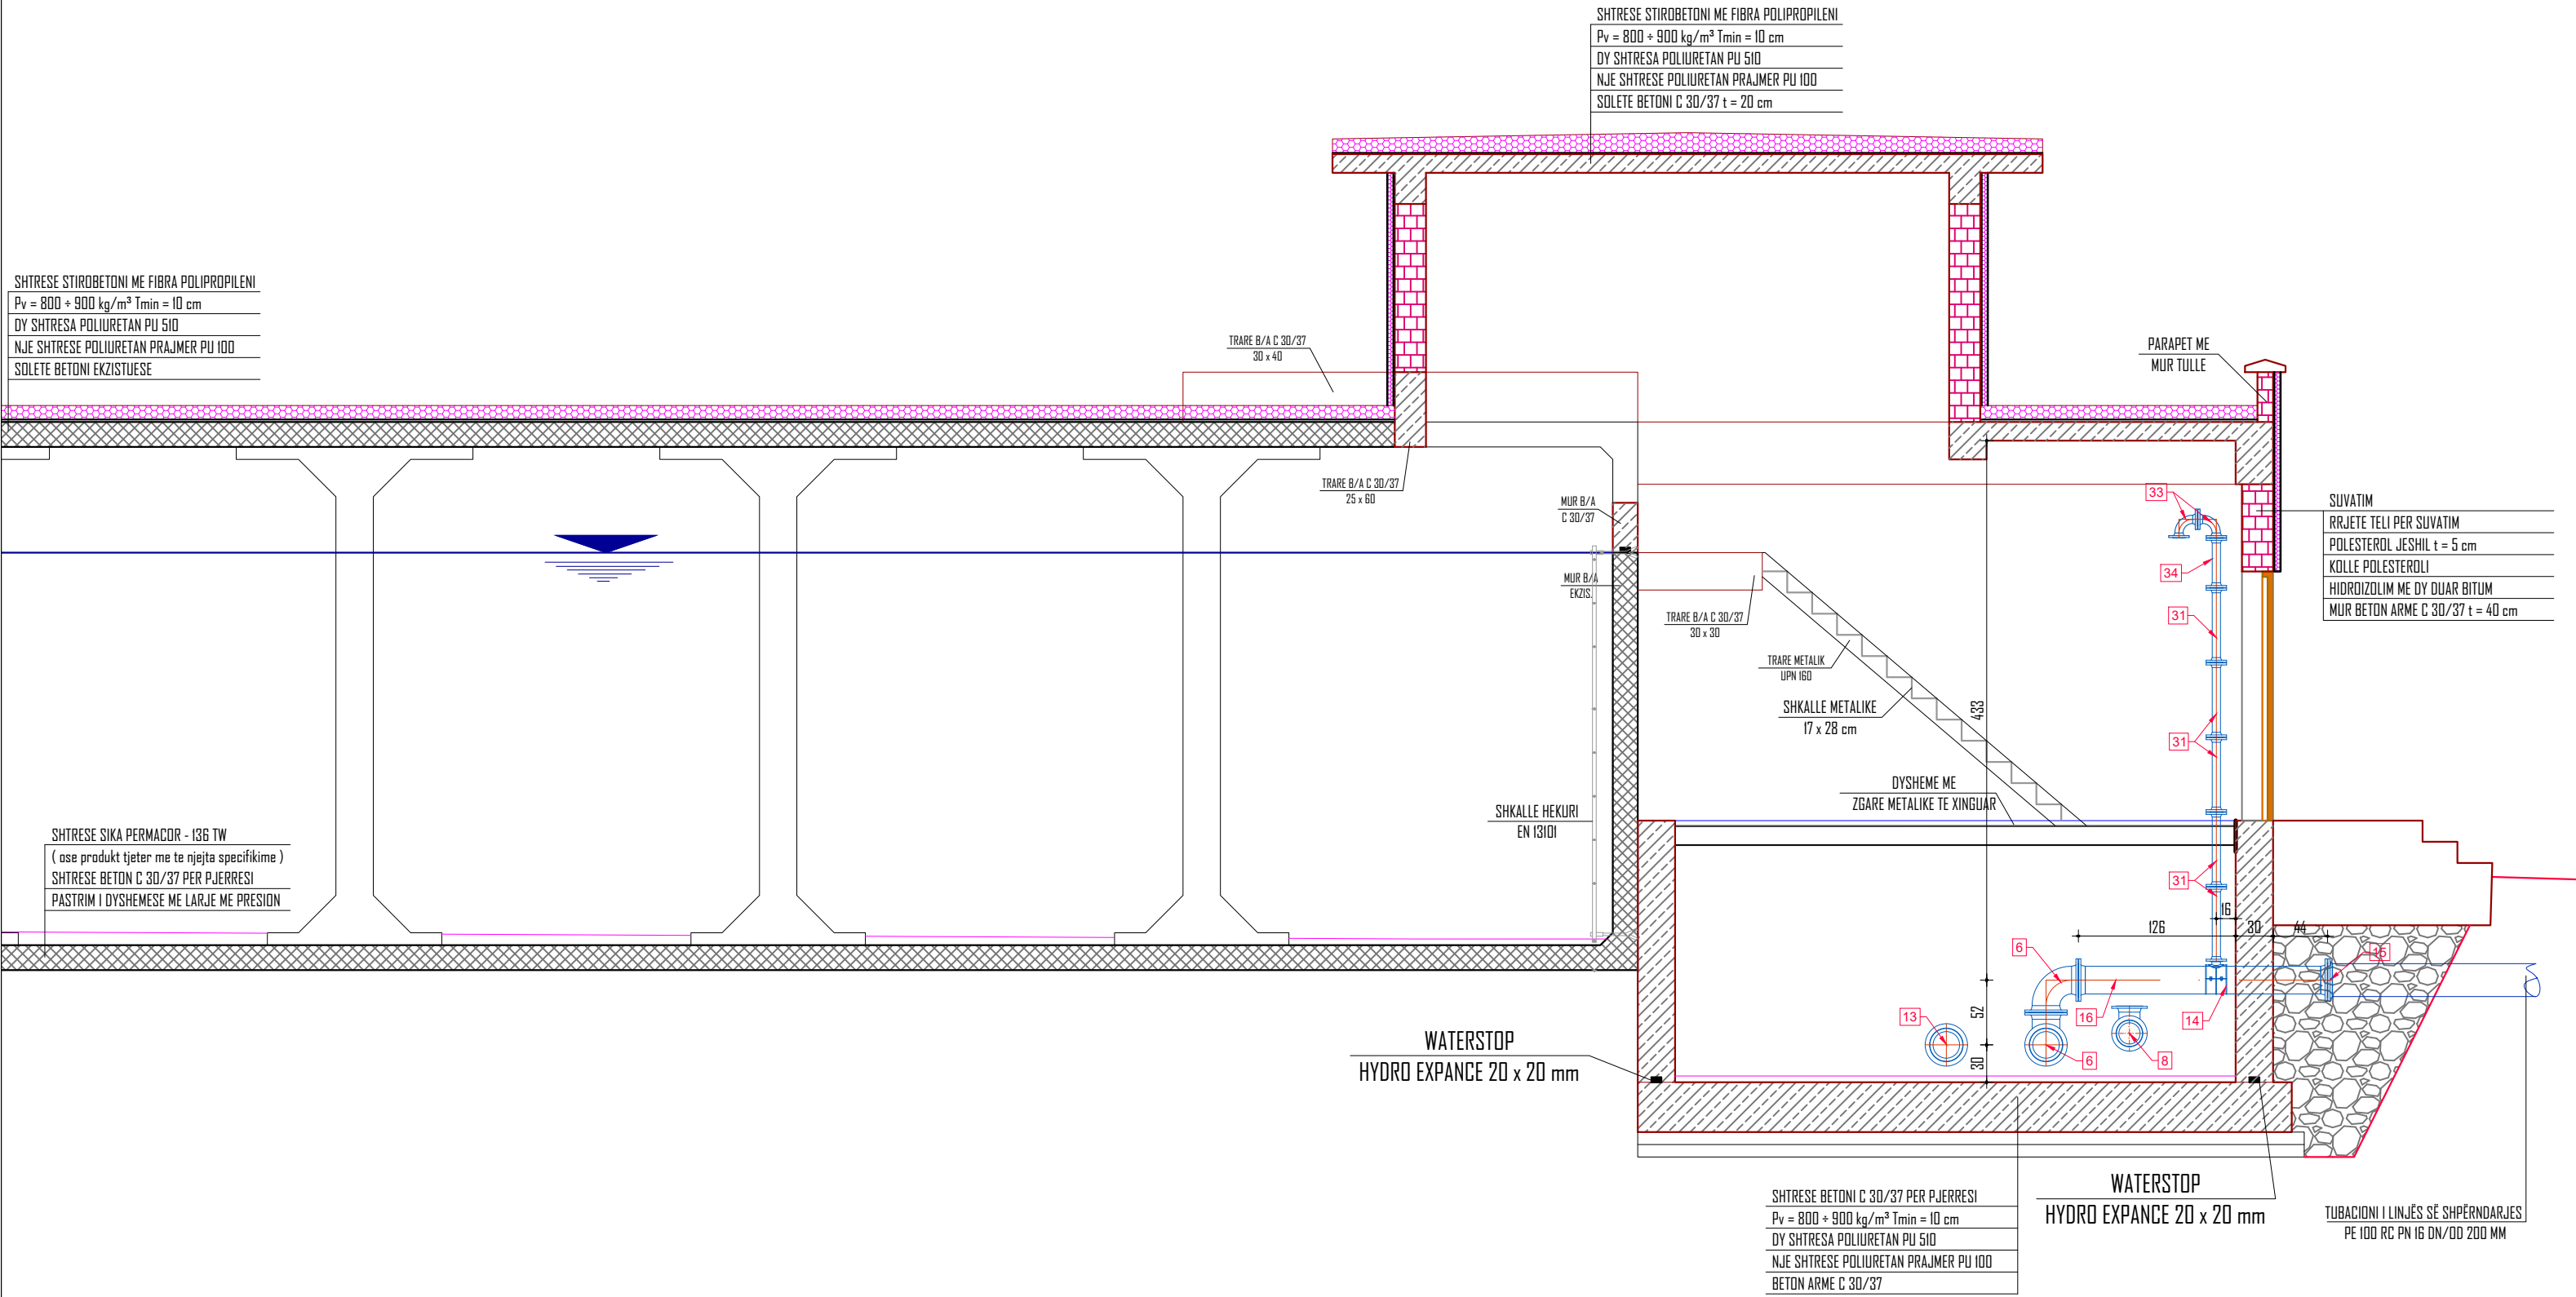 SHTRESE STIROBETONI ME FIBRA POLIPROPILENI
Pv = 800 ÷ 900 kg/m³ Tmin = 10 cm
DY SHTRESA POLIURETAN PU 510
NJE SHTRESE POLIURETAN PRAJMER PU 100
SOLETE BETONI C 30/37 t = 20 cm
SHTRESE STIROBETONI ME FIBRA POLIPROPILENI
Pv = 800 ÷ 900 kg/m³ Tmin = 10 cm
DY SHTRESA POLIURETAN PU 510
NJE SHTRESE POLIURETAN PRAJMER PU 100
SOLETE BETONI EKZISTUESE
TRARE B/A C 30/37
30 x 40
PARAPET ME
MUR TULLE
TRARE B/A C 30/37
25 x 60
MUR B/A
C 30/37
33
SUVATIM
RRJETE TELI PER SUVATIM
POLESTEROL JESHIL t = 5 cm
KOLLE POLESTEROLI
HIDROIZOLIM ME DY DUAR BITUM
MUR BETON ARME C 30/37 t = 40 cm
34
MUR B/A
EKZIS.
TRARE B/A C 30/37
30 x 30
31
TRARE METALIK
UPN 160
SHKALLE METALIKE
17 x 28 cm
433
31
DYSHEME ME
ZGARE METALIKE TE XINGUAR
SHKALLE HEKURI
EN 13101
SHTRESE SIKA PERMACOR - 136 TW
( ose produkt tjeter me te njejta specifikime )
SHTRESE BETON C 30/37 PER PJERRESI
PASTRIM I DYSHEMESE ME LARJE ME PRESION
31
16
126
30
44
6
15
52
13
16
14
30
6
8
WATERSTOP
HYDRO EXPANCE 20 x 20 mm
WATERSTOP
HYDRO EXPANCE 20 x 20 mm
SHTRESE BETONI C 30/37 PER PJERRESI
Pv = 800 ÷ 900 kg/m³ Tmin = 10 cm
DY SHTRESA POLIURETAN PU 510
NJE SHTRESE POLIURETAN PRAJMER PU 100
BETON ARME C 30/37
TUBACIONI I LINJËS SË SHPËRNDARJES
PE 100 RC PN 16 DN/OD 200 MM